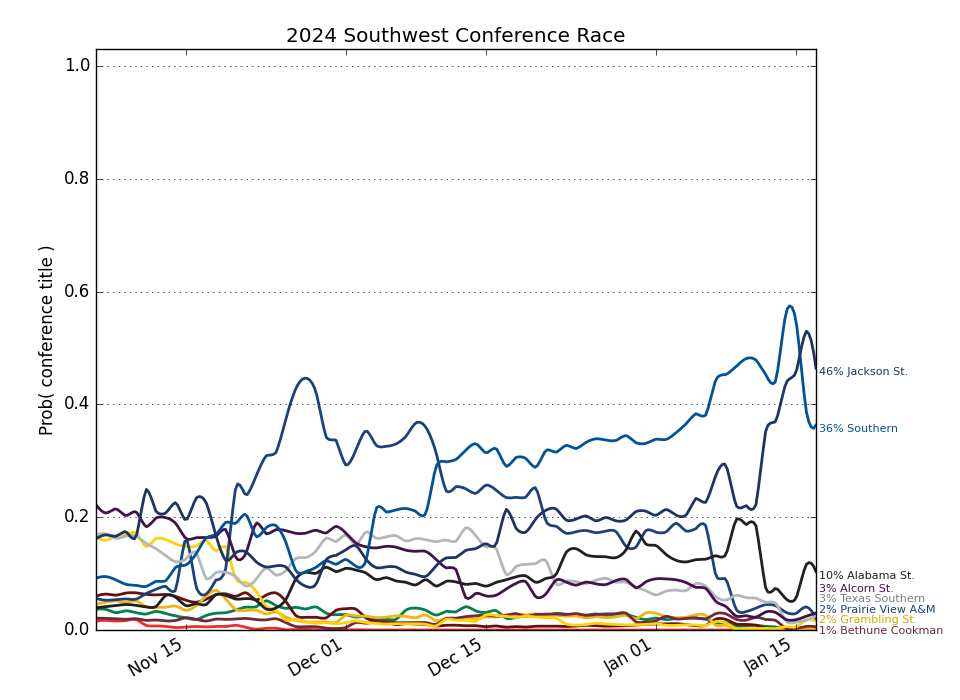 2024 Southwest Conference Race
Prob( conference title )
1.0
0.8
0.6
0.4
0.2
0.0
Nov 15
Dec 01
Dec 15
Jan 01
Jan 15
46% Jackson St.
36% Southern
10% Alabama St.
3% Alcorn St.
3% Texas Southern
2% Prairie View A&M
2% Grambling St.
1% Bethune Cookman